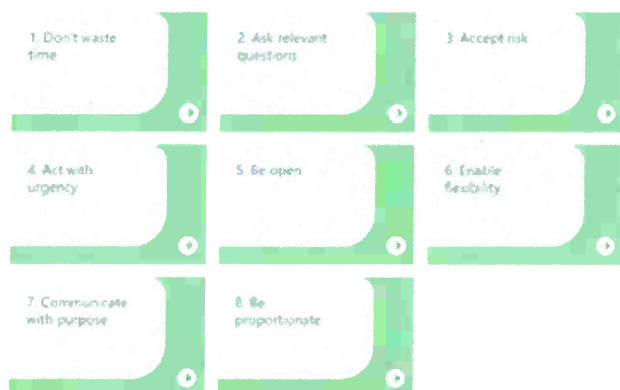 1. Don't waste
time
2. Ask relevant
questions
3. Accept risk
4. Act with
urgency
5. Be open
6. Enable
flexibility
7. Communicate
with purpose
8. Be
proportionate